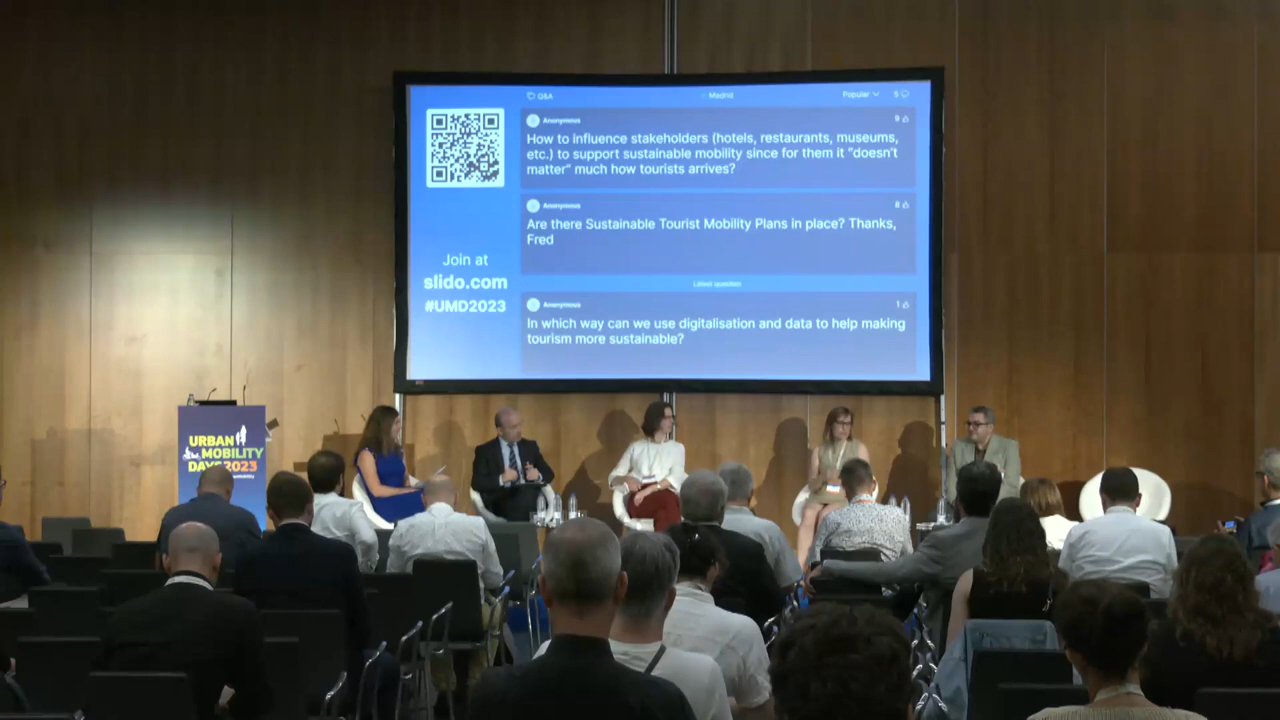 Q&A
Madrid
Popular
5
Anonymous
9
How to influence stakeholders (hotels, restaurants, museums,
etc.) to support sustainable mobility since for them it "doesn't
matter" much how tourists arrives?
Anonymous
8
Are there Sustainable Tourist Mobility Plans in place? Thanks,
Fred
Latest questions
Anonymous
1
In which way can we use digitalisation and data to help making
tourism more sustainable?
Join at
slido.com
#UMD2023
URBAN
MOBILITY
DAYS 2023